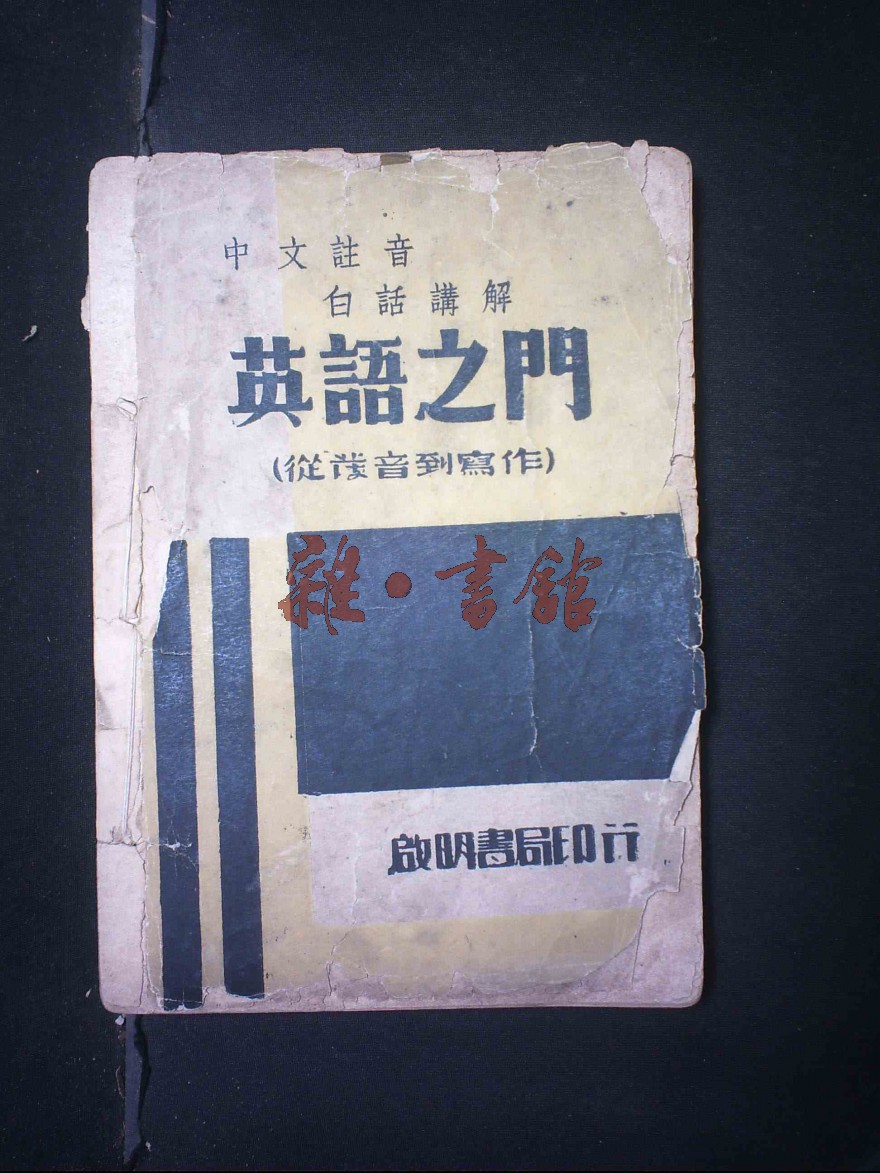 中文註音
白話講解
英語之門
(從發音到寫作)
雜·書館
啟明書局印行